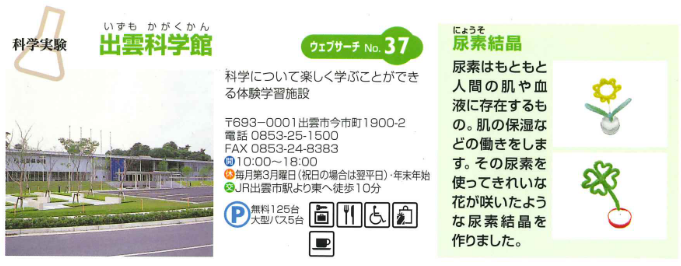 科学実験
いずも かがくかん
出雲科学館
ウェブサーチ No.37
科学について楽しく学ぶことができ
る体験学習施設
〒693−0001出雲市今市町1900-2
電話 0853-25-1500
FAX 0853-24-8383
開10:00〜18:00
休毎月第3月曜日(祝日の場合は翌平日)・年末年始
交JR出雲市駅より東へ徒歩10分
P 無料125台
大型バス5台
にょうそ
尿素結晶
尿素はもともと
人間の肌や血
液に存在するも
の。肌の保湿な
どの働きをしま
す。その尿素を
使ってきれいな
花が咲いたよう
な尿素結晶を
作りました。